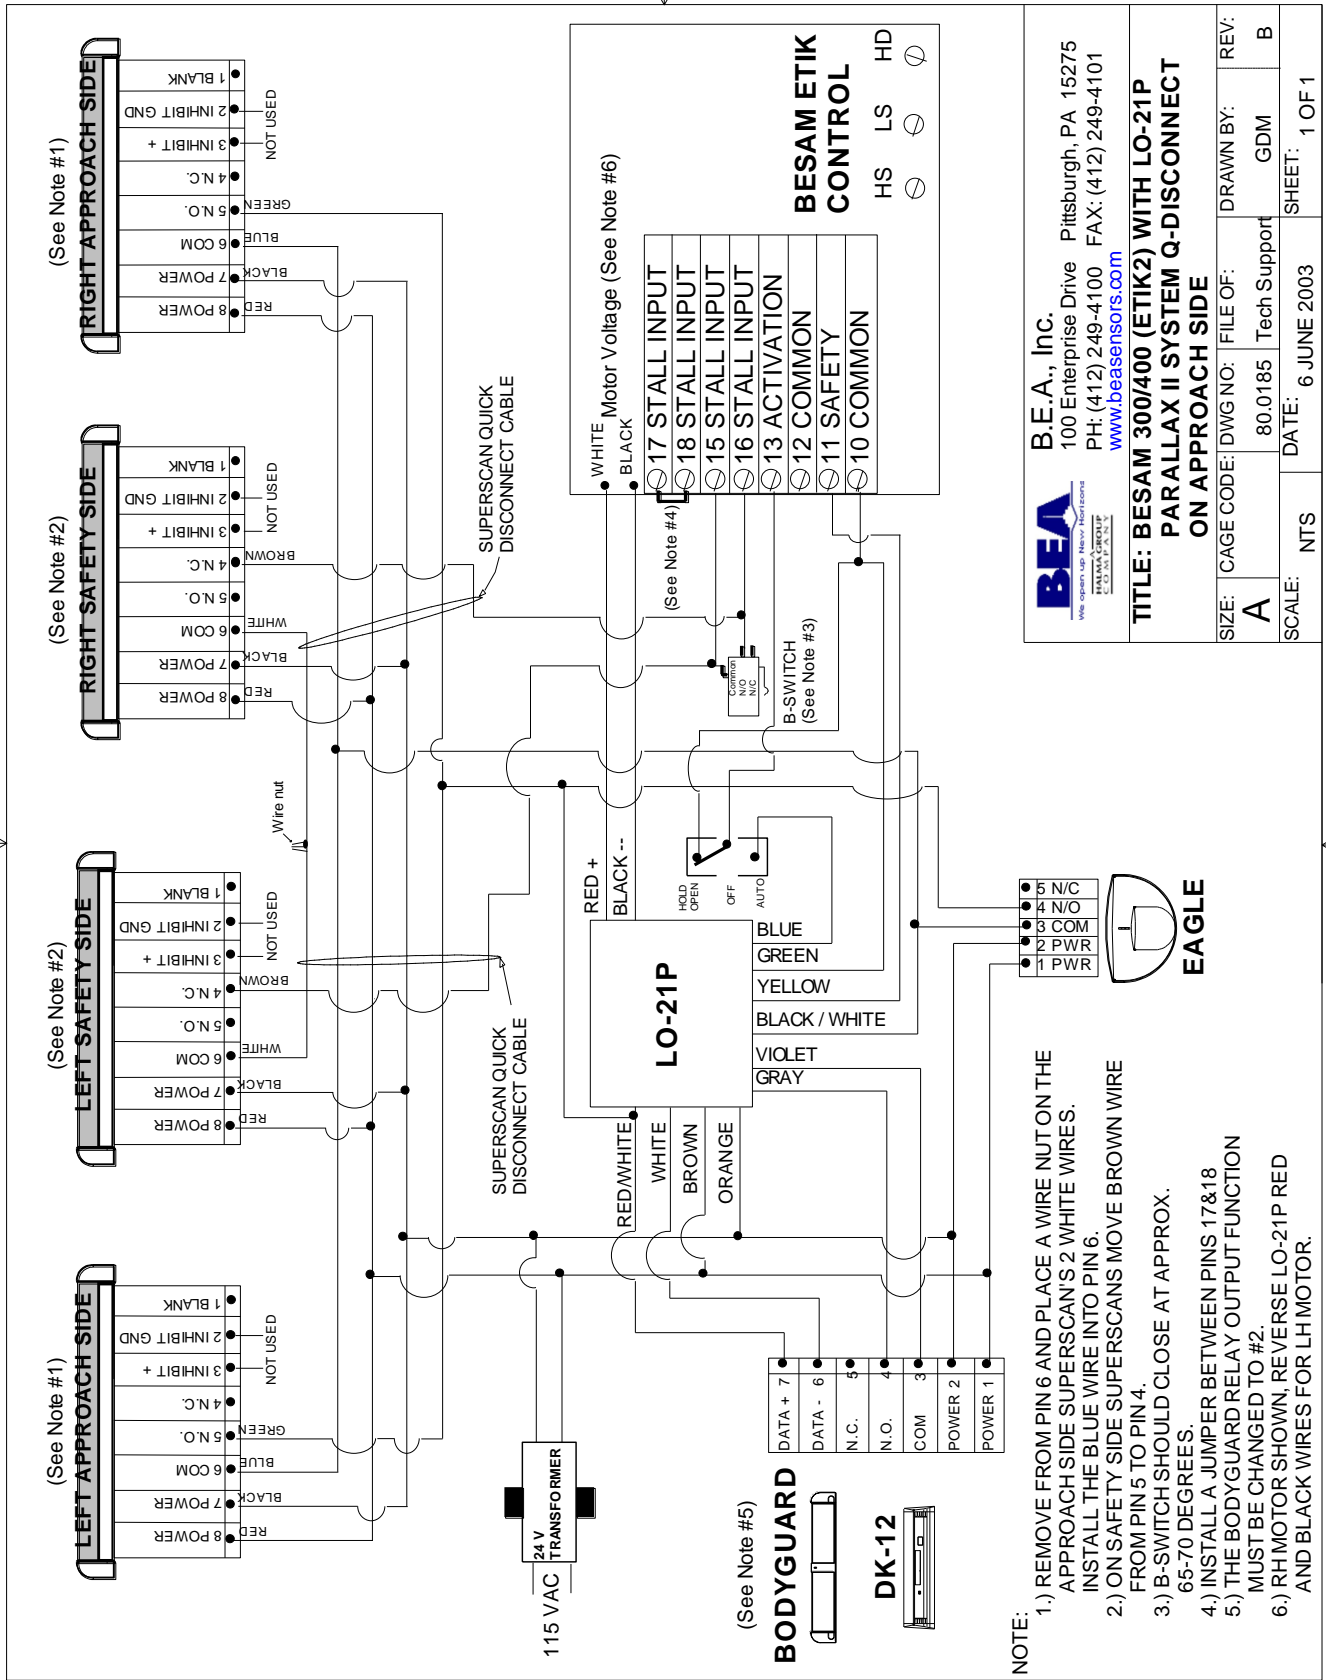 (See Note #1)
LEFT APPROACH SIDE
8 POWER
7 POWER
6 COM
5 N.O.
4 N.C.
3 INHIBIT +
2 INHIBIT GND
1 BLANK
RED
BLACK
BLUE
GREEN
NOT USED
(See Note #2)
LEFT SAFETY SIDE
8 POWER
7 POWER
6 COM
5 N.O.
4 N.C.
3 INHIBIT +
2 INHIBIT GND
1 BLANK
RED
BLACK
WHITE
BROWN
NOT USED
Wire nut
(See Note #2)
RIGHT SAFETY SIDE
8 POWER
7 POWER
6 COM
5 N.O.
4 N.C.
3 INHIBIT +
2 INHIBIT GND
1 BLANK
RED
BLACK
WHITE
BROWN
NOT USED
(See Note #1)
RIGHT APPROACH SIDE
8 POWER
7 POWER
6 COM
5 N.O.
4 N.C.
3 INHIBIT +
2 INHIBIT GND
1 BLANK
RED
BLACK
BLUE
GREEN
NOT USED
SUPERSCAN QUICK
DISCONNECT CABLE
SUPERSCAN QUICK
DISCONNECT CABLE
115 VAC
24 V
TRANSFORMER
RED/WHITE
WHITE
BROWN
ORANGE
LO-21P
RED +
BLACK --
BLUE
GREEN
YELLOW
BLACK / WHITE
VIOLET
GRAY
HOLD
OPEN
OFF
AUTO
B-SWITCH
(See Note #3)
Common
N/O
N/C
(See Note #4)
WHITE
BLACK
Motor Voltage (See Note #6)
17 STALL INPUT
18 STALL INPUT
15 STALL INPUT
16 STALL INPUT
13 ACTIVATION
12 COMMON
11 SAFETY
10 COMMON
BESAM ETIK
CONTROL
HS LS HD
(See Note #5)
BODYGUARD
DK-12
DATA + 7
DATA - 6
N.C. 5
N.O. 4
COM 3
POWER 2
POWER 1
5 N/C
4 N/O
3 COM
2 PWR
1 PWR
EAGLE
NOTE:
1.) REMOVE FROM PIN 6 AND PLACE A WIRE NUT ON THE
APPROACH SIDE SUPERSCAN'S 2 WHITE WIRES.
INSTALL THE BLUE WIRE INTO PIN 6.
2.) ON SAFETY SIDE SUPERSCANS MOVE BROWN WIRE
FROM PIN 5 TO PIN 4.
3.) B-SWITCH SHOULD CLOSE AT APPROX.
65-70 DEGREES.
4.) INSTALL A JUMPER BETWEEN PINS 17&18
5.) THE BODYGUARD RELAY OUTPUT FUNCTION
MUST BE CHANGED TO #2.
6.) RH MOTOR SHOWN, REVERSE LO-21P RED
AND BLACK WIRES FOR LH MOTOR.
BEA
We open up New Horizons
HALMA GROUP
COMPANY
B.E.A., Inc.
100 Enterprise Drive Pittsburgh, PA 15275
PH: (412) 249-4100 FAX: (412) 249-4101
www.beasensors.com
TITLE: BESAM 300/400 (ETIK2) WITH LO-21P
PARALLAX II SYSTEM Q-DISCONNECT
ON APPROACH SIDE
SIZE: A
CAGE CODE:
DWG NO: 80.0185
FILE OF: Tech Support
DRAWN BY: GDM
REV: B
SCALE: NTS
DATE: 6 JUNE 2003
SHEET: 1 OF 1